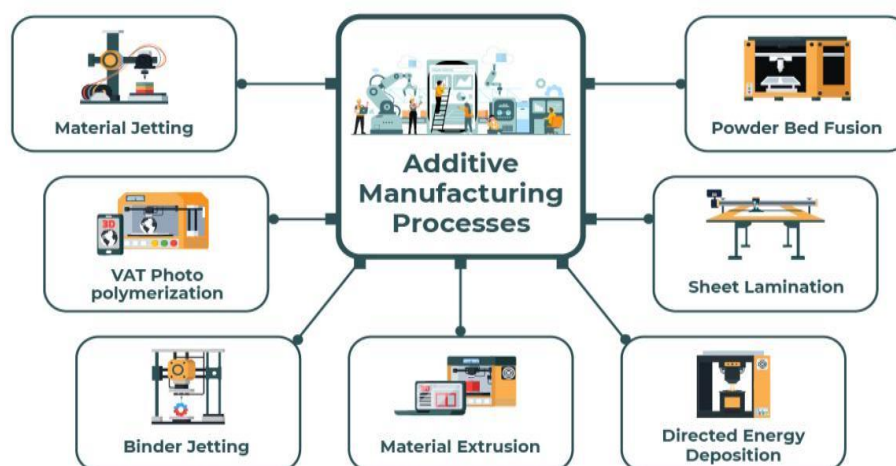 Material Jetting
Additive
Manufacturing
Processes
Powder Bed Fusion
3D
VAT Photo
polymerization
Sheet Lamination
Binder Jetting
Material Extrusion
Directed Energy
Deposition